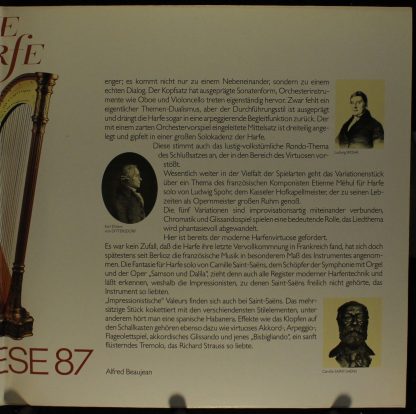 E
rfe
enger; es kommt nicht nur zu einem Nebeneinander, sondern zu einem
echten Dialog. Der Kopfsatz hat ausgeprägte Sonatenform, Orchesterinstru-
mente wie Oboe und Violoncello treten eigenständig hervor. Zwar fehlt ein
eigentlicher Themen-Dualismus, aber der Durchführungsteil ist ausgeprägt
und drängt die Harfe sogar in eine arpeggierende Begleitfunktion zurück. Der
mit einem zarten Orchestervorspiel eingeleitete Mittelsatz ist dreiteilig ange-
legt und gipfelt in einer großen Solokadenz der Harfe.
Diese stimmt auch das lustig-volkstümliche Rondo-Thema
des Schlußsatzes an, der in den Bereich des Virtuosen vor-
stößt.
Wesentlich weiter in der Vielfalt der Spielarten geht das Variationenstück
über ein Thema des französischen Komponisten Etienne Méhul für Harfe
solo von Ludwig Spohr, dem Kasseler Hofkapellmeister, der zu seinen Leb-
zeiten als Opernmeister großen Ruhm genoß.
Die fünf Variationen sind improvisationsartig miteinander verbunden,
Chromatik und Glissandospiel spielen eine bedeutende Rolle, das Liedthema
wird phantasievoll abgewandelt.
Hier ist bereits der moderne Harfenvirtuose gefordert.
Es war kein Zufall, daß die Harfe ihre letzte Vervollkommnung in Frankreich fand, hat sich doch
spätestens seit Berlioz die französische Musik in besonderem Maß des Instrumentes angenom-
men. Die Fantasie für Harfe solo von Camille Saint-Saëns, dem Schöpfer der Symphonie mit Orgel
und der Oper „Samson und Dalila“, zieht denn auch alle Register moderner Harfentechnik und
läßt erkennen, weshalb die Impressionisten, zu denen Saint-Saëns freilich nicht gehörte, das
Instrument so liebten.
„Impressionistische“ Valeurs finden sich auch bei Saint-Saëns. Das mehr-
sätzige Stück kokettiert mit den verschiendsten Stilelementen, unter
anderem hört man eine spanische Habanera. Effekte wie das Klopfen auf
den Schallkasten gehören ebenso dazu wie virtuoses Akkord-, Arpeggio-,
Flageolettspiel, akkordisches Glissando und jenes „Bisbigliando“, ein sanft
flüsterndes Tremolo, das Richard Strauss so liebte.
Alfred Beaujean
Ludwig SPOHR
Karl Ditters
von DITTERSDORF
Camille SAINT-SAËNS
ESE 87